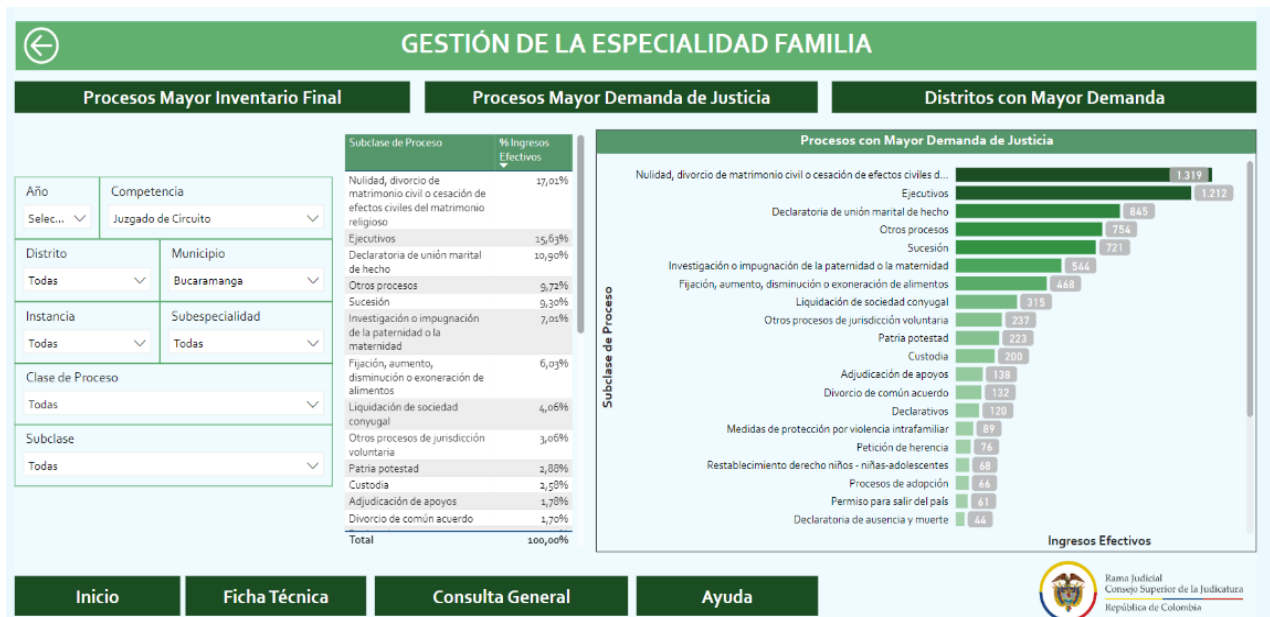 GESTIÓN DE LA ESPECIALIDAD FAMILIA
Procesos Mayor Inventario Final
Procesos Mayor Demanda de Justicia
Distritos con Mayor Demanda
Año
Competencia
Selec...
Juzgado de Circuito
Distrito
Municipio
Todas
Bucaramanga
Instancia
Subespecialidad
Todas
Todas
Clase de Proceso
Todas
Subclase
Todas
Subclase de Proceso
% Ingresos
Efectivos
Nulidad, divorcio de
17,01%
matrimonio civil o cesación de
efectos civiles del matrimonio
religioso
Ejecutivos
15,63%
Declaratoria de unión marital
10,90%
de hecho
Otros procesos
9,72%
Sucesión
9,30%
Investigación o impugnación
7,01%
de la paternidad o la
maternidad
Fijación, aumento,
6,03%
disminución o exoneración de
alimentos
Liquidación de sociedad
4,06%
conyugal
Otros procesos de jurisdicción
3,06%
voluntaria
Patria potestad
2,88%
Custodia
2,58%
Adjudicación de apoyos
1,78%
Divorcio de común acuerdo
1,70%
Total
100,00%
Procesos con Mayor Demanda de Justicia
Subclase de Proceso
Nulidad, divorcio de matrimonio civil o cesación de efectos civiles d...
1.319
Ejecutivos
1.212
Declaratoria de unión marital de hecho
845
Otros procesos
754
Sucesión
721
Investigación o impugnación de la paternidad o la maternidad
544
Fijación, aumento, disminución o exoneración de alimentos
468
Liquidación de sociedad conyugal
315
Otros procesos de jurisdicción voluntaria
237
Patria potestad
223
Custodia
200
Adjudicación de apoyos
138
Divorcio de común acuerdo
132
Declarativos
120
Medidas de protección por violencia intrafamiliar
89
Petición de herencia
76
Restablecimiento derecho niños - niñas-adolescentes
68
Procesos de adopción
66
Permiso para salir del país
61
Declaratoria de ausencia y muerte
44
Ingresos Efectivos
Inicio
Ficha Técnica
Consulta General
Ayuda
Rama Judicial
Consejo Superior de la Judicatura
República de Colombia